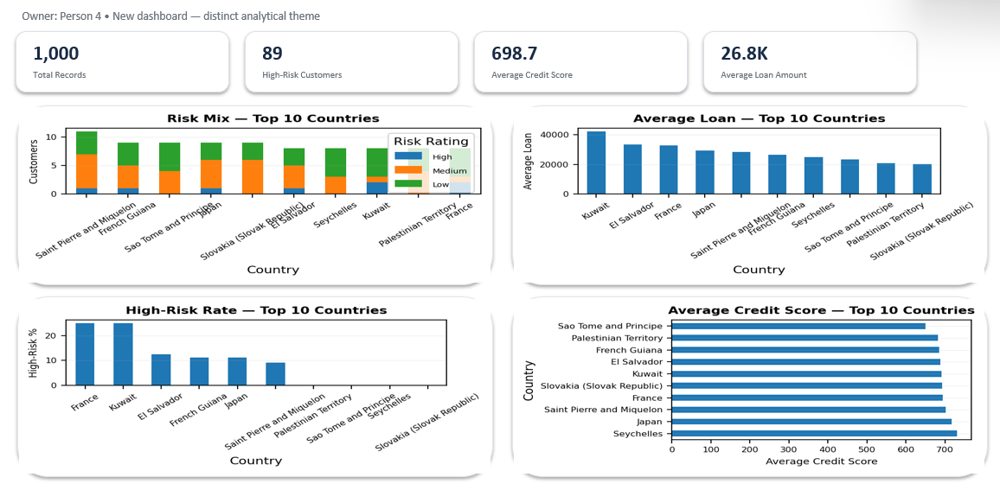 Owner: Person 4 • New dashboard — distinct analytical theme
1,000
Total Records
89
High-Risk Customers
698.7
Average Credit Score
26.8K
Average Loan Amount
Risk Mix — Top 10 Countries
Customers
10
5
0
Risk Rating
High
Medium
Low
Saint Pierre and Miquelon
French Guiana
Sao Tome and Principe
Japan
Slovakia (Slovak Republic)
El Salvador
Seychelles
Kuwait
Palestinian Territory
France
Country
Average Loan — Top 10 Countries
Average Loan
40000
20000
0
Kuwait
El Salvador
France
Japan
Saint Pierre and Miquelon
French Guiana
Seychelles
Sao Tome and Principe
Palestinian Territory
Slovakia (Slovak Republic)
Country
High-Risk Rate — Top 10 Countries
High-Risk %
20
10
0
France
Kuwait
El Salvador
French Guiana
Japan
Saint Pierre and Miquelon
Palestinian Territory
Sao Tome and Principe
Seychelles
Slovakia (Slovak Republic)
Country
Average Credit Score — Top 10 Countries
Country
Sao Tome and Principe
Palestinian Territory
French Guiana
El Salvador
Kuwait
Slovakia (Slovak Republic)
France
Saint Pierre and Miquelon
Japan
Seychelles
0 100 200 300 400 500 600 700
Average Credit Score